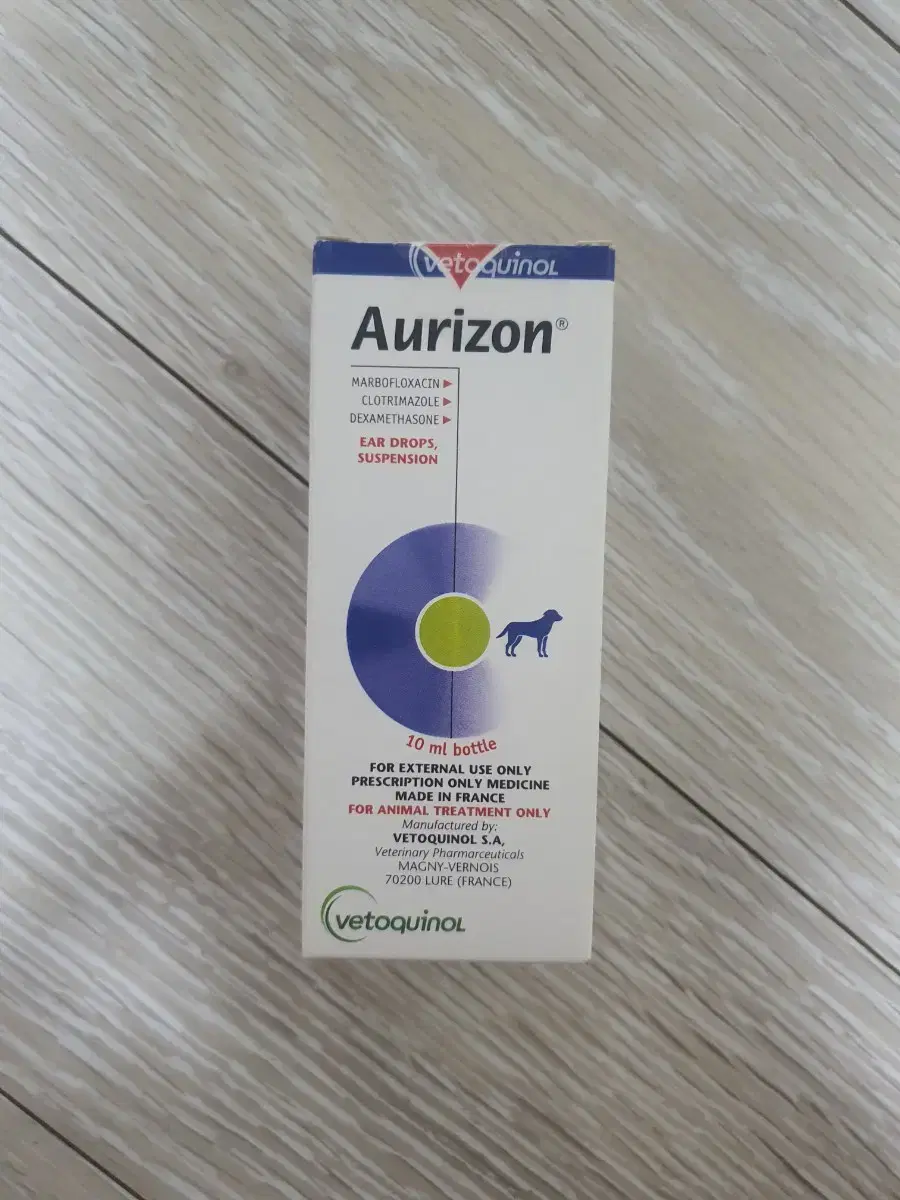 vetoquinol
Aurizon®
MARBOFLOXACIN
CLOTRIMAZOLE
DEXAMETHASONE
EAR DROPS,
SUSPENSION
10 ml bottle
FOR EXTERNAL USE ONLY
PRESCRIPTION ONLY MEDICINE
MADE IN FRANCE
FOR ANIMAL TREATMENT ONLY
Manufactured by:
VETOQUINOL S.A,
Veterinary Pharmarceuticals
MAGNY-VERNOIS
70200 LURE (FRANCE)
vetoquinol